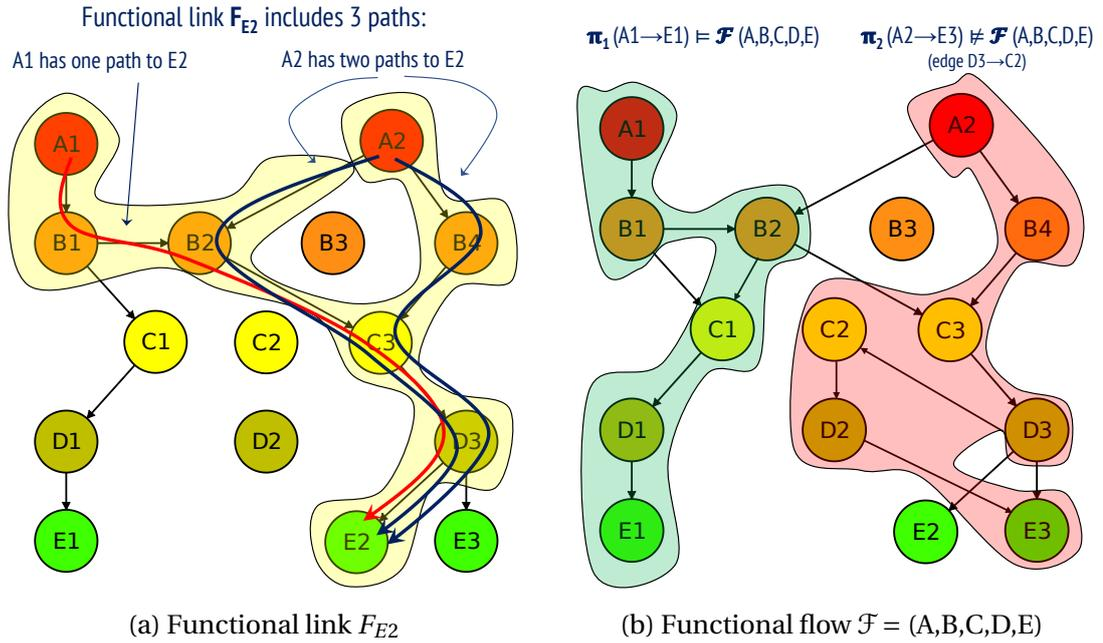 Functional link F_E2 includes 3 paths:
A1 has one path to E2
A2 has two paths to E2
A1
A2
B1
B2
B3
B4
C1
C2
C3
D1
D2
D3
E1
E2
E3
(a) Functional link F_E2
π₁ (A1→E1) ⊨ ℱ (A,B,C,D,E)
π₂ (A2→E3) ⊭ ℱ (A,B,C,D,E)
(edge D3→C2)
A1
A2
B1
B2
B3
B4
C1
C2
C3
D1
D2
D3
E1
E2
E3
(b) Functional flow ℱ = (A,B,C,D,E)